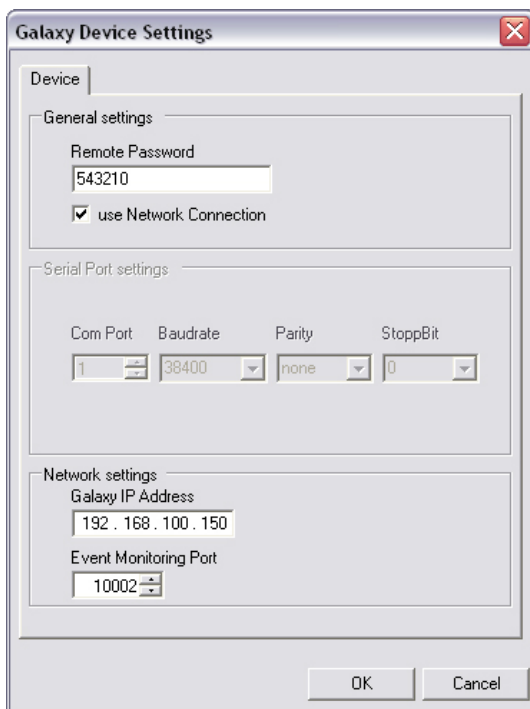 Galaxy Device Settings
Device
General settings
Remote Password
543210
use Network Connection
Serial Port settings
Com Port Baudrate Parity StoppBit
1 38400 none 0
Network settings
Galaxy IP Address
192 . 168 . 100 . 150
Event Monitoring Port
10002
OK Cancel